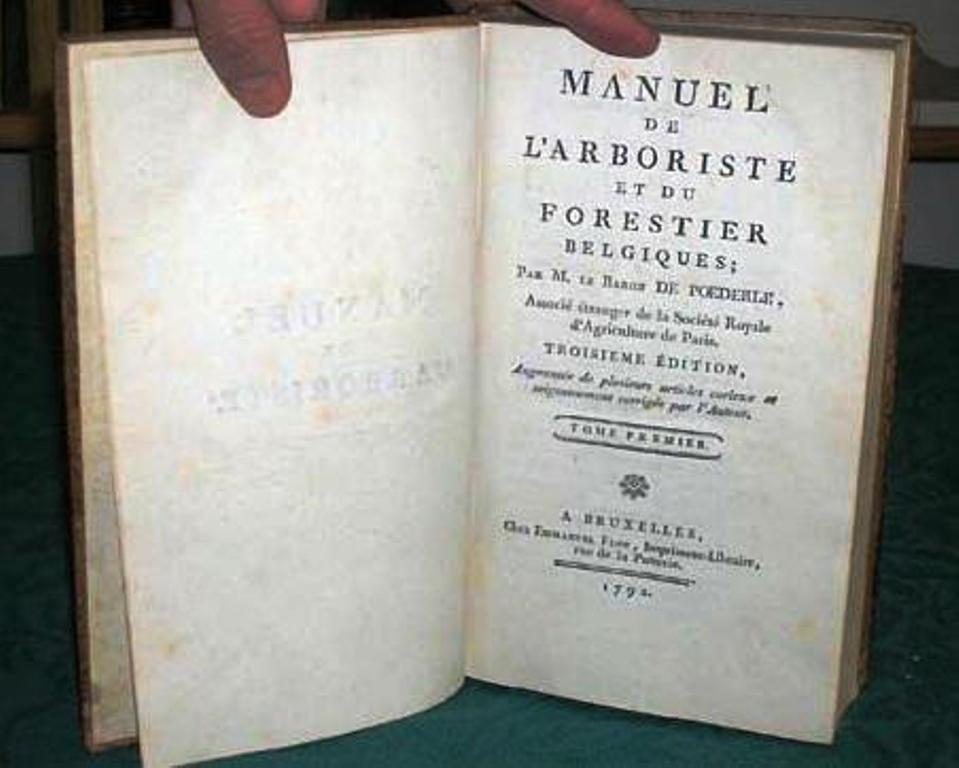 MANUEL
DE
L'ARBORISTE
ET DU
FORESTIER
BELGIQUES;
PAR M. LE BARON DE POEDERLÉ,
Associé étranger de la Société Royale
d'Agriculture de Paris.
TROISIEME ÉDITION,
Augmentée de plusieurs articles curieux et
soigneusement corrigée par l'Auteur.
TOME PREMIER.
A BRUXELLES,
Chez EMMANUEL FLON, Imprimeur-Libraire,
rue de la Putterie.
1792.
MANUEL
L'ARBORISTE